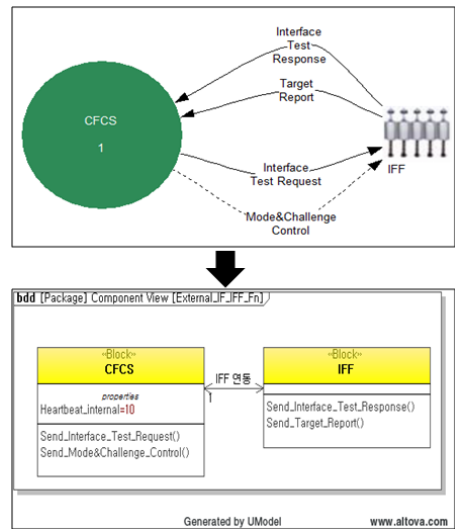 Interface
Test
Response
Target
Report
CFCS
1
IFF
Interface
Test Request
Mode&Challenge
Control
bdd [Package] Component View [External_IF_IFF_Fn]
«Block»
CFCS
properties
Heartbeat_internal=10
Send_Interface_Test_Request()
Send_Mode&Challenge_Control()
IFF 연동
1
«Block»
IFF
Send_Interface_Test_Response()
Send_Target_Report()
Generated by UModel
www.altova.com